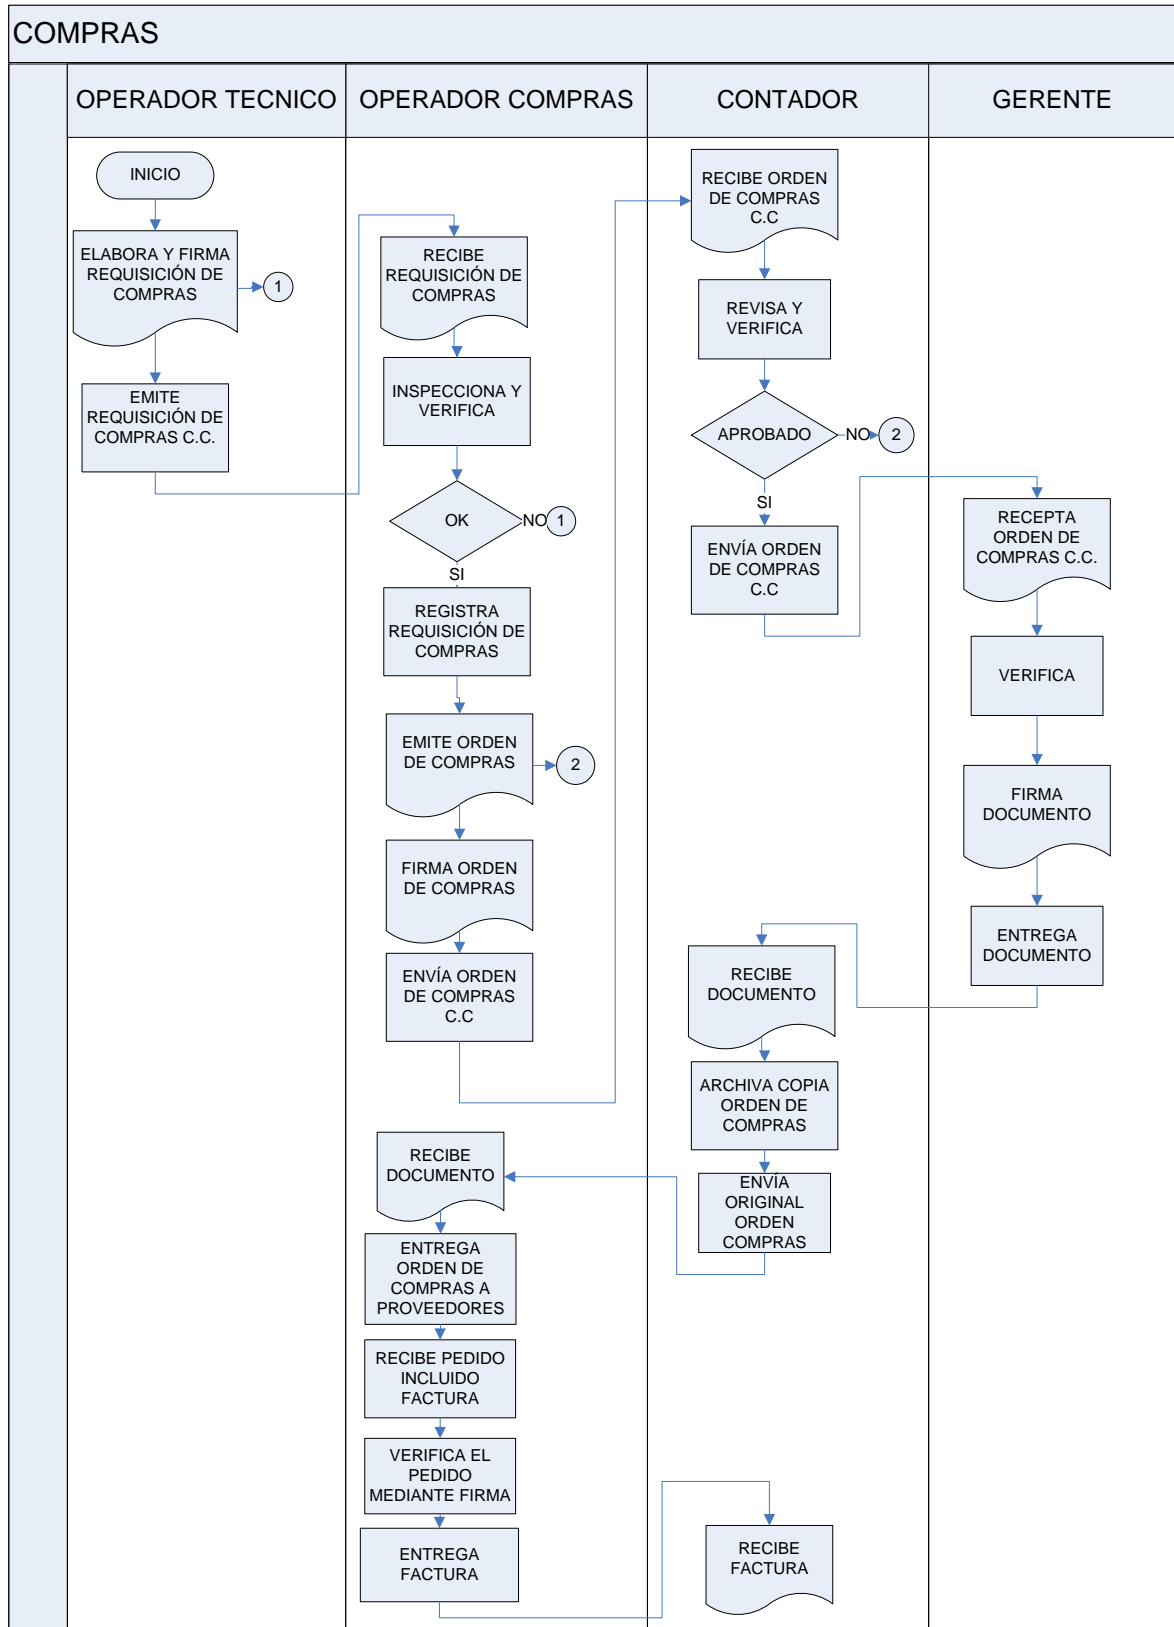 COMPRAS
OPERADOR TECNICO
OPERADOR COMPRAS
CONTADOR
GERENTE
INICIO
ELABORA Y FIRMA
REQUISICIÓN DE
COMPRAS
1
EMITE
REQUISICIÓN DE
COMPRAS C.C.
RECIBE
REQUISICIÓN DE
COMPRAS
INSPECCIONA Y
VERIFICA
OK
NO
1
SI
REGISTRA
REQUISICIÓN DE
COMPRAS
EMITE ORDEN
DE COMPRAS
2
FIRMA ORDEN
DE COMPRAS
ENVÍA ORDEN
DE COMPRAS
C.C
RECIBE ORDEN
DE COMPRAS
C.C
REVISA Y
VERIFICA
APROBADO
NO
2
SI
ENVÍA ORDEN
DE COMPRAS
C.C
RECEPTA
ORDEN DE
COMPRAS C.C.
VERIFICA
FIRMA
DOCUMENTO
ENTREGA
DOCUMENTO
RECIBE
DOCUMENTO
ARCHIVA COPIA
ORDEN DE
COMPRAS
ENVÍA
ORIGINAL
ORDEN
COMPRAS
RECIBE
DOCUMENTO
ENTREGA
ORDEN DE
COMPRAS A
PROVEEDORES
RECIBE PEDIDO
INCLUIDO
FACTURA
VERIFICA EL
PEDIDO
MEDIANTE FIRMA
ENTREGA
FACTURA
RECIBE
FACTURA